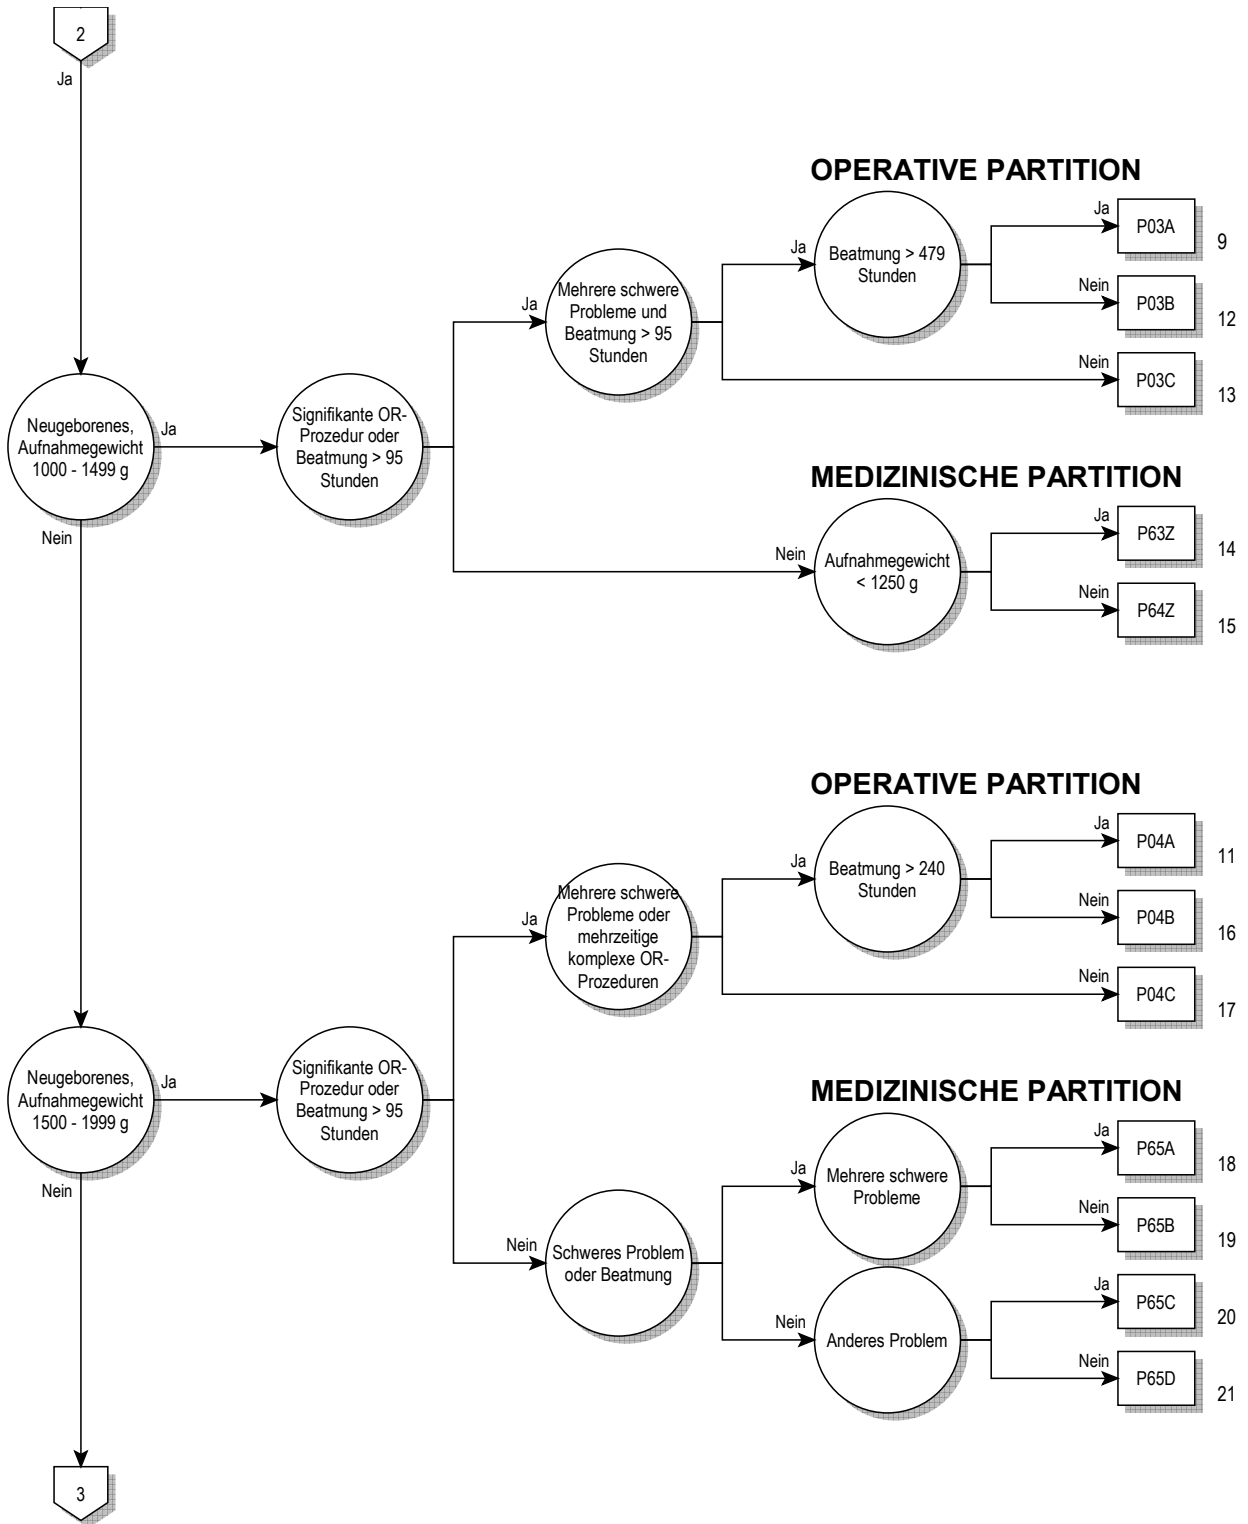 2
Ja
OPERATIVE PARTITION
Neugeborenes,
Aufnahmegewicht
1000 - 1499 g
Ja
Nein
Signifikante OR-
Prozedur oder
Beatmung > 95
Stunden
Ja
Mehrere schwere
Probleme und
Beatmung > 95
Stunden
Ja
Beatmung > 479
Stunden
Ja
P03A
9
Nein
P03B
12
Nein
P03C
13
MEDIZINISCHE PARTITION
Nein
Aufnahmegewicht
< 1250 g
Ja
P63Z
14
Nein
P64Z
15
OPERATIVE PARTITION
Neugeborenes,
Aufnahmegewicht
1500 - 1999 g
Ja
Nein
Signifikante OR-
Prozedur oder
Beatmung > 95
Stunden
Ja
Mehrere schwere
Probleme oder
mehrzeitige
komplexe OR-
Prozeduren
Ja
Beatmung > 240
Stunden
Ja
P04A
11
Nein
P04B
16
Nein
P04C
17
MEDIZINISCHE PARTITION
Nein
Schweres Problem
oder Beatmung
Ja
Mehrere schwere
Probleme
Ja
P65A
18
Nein
P65B
19
Nein
Anderes Problem
Ja
P65C
20
Nein
P65D
21
3